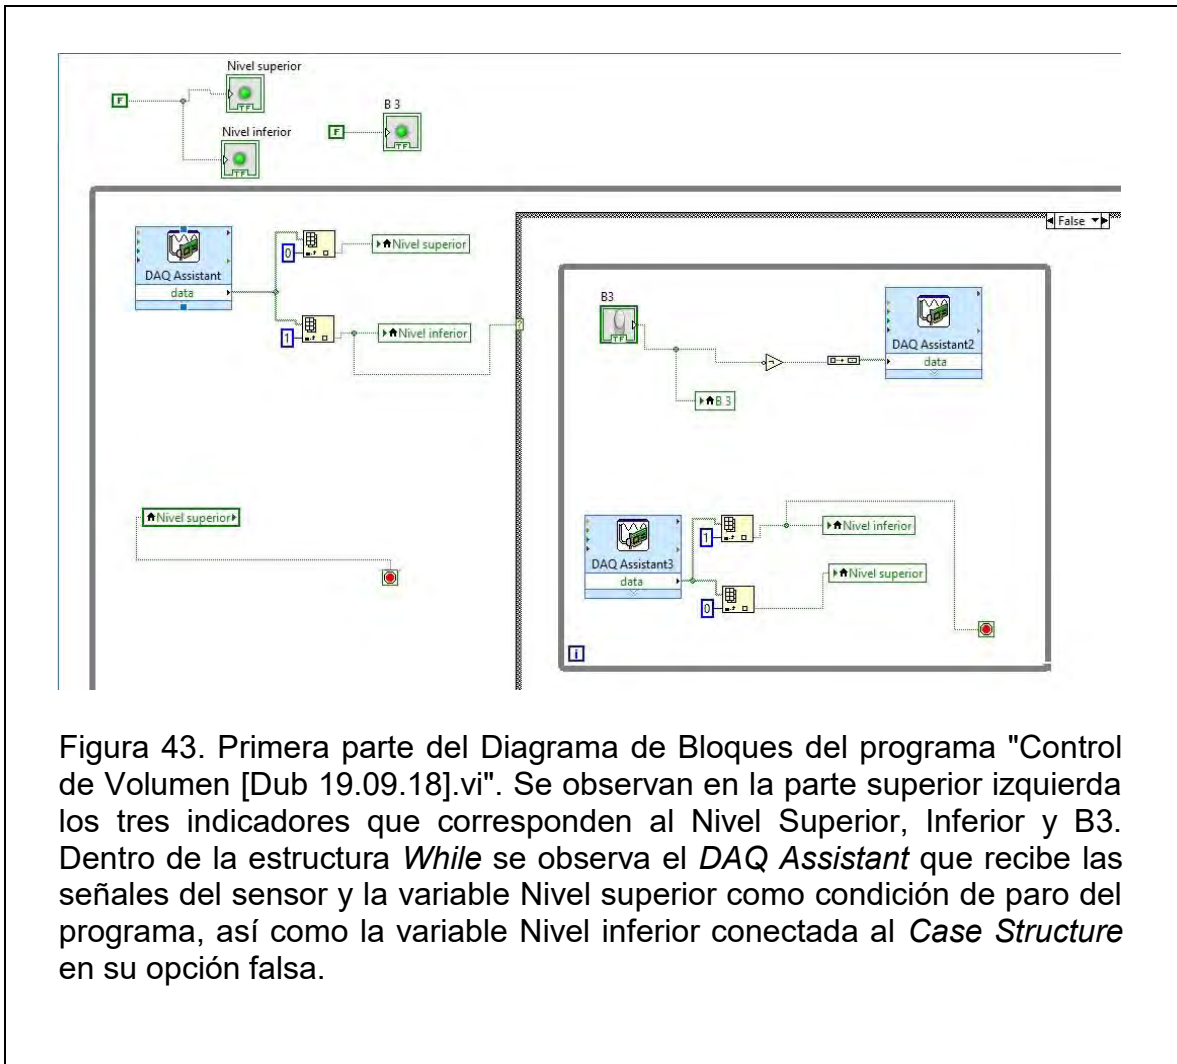 Nivel superior
F
B 3
Nivel inferior
F
False
DAQ Assistant
data
0
Nivel superior
1
Nivel inferior
?
B3
TF
DAQ Assistant2
data
B 3
Nivel superior
DAQ Assistant3
data
1
Nivel inferior
0
Nivel superior
i
Figura 43. Primera parte del Diagrama de Bloques del programa "Control
de Volumen [Dub 19.09.18].vi". Se observan en la parte superior izquierda
los tres indicadores que corresponden al Nivel Superior, Inferior y B3.
Dentro de la estructura While se observa el DAQ Assistant que recibe las
señales del sensor y la variable Nivel superior como condición de paro del
programa, así como la variable Nivel inferior conectada al Case Structure
en su opción falsa.